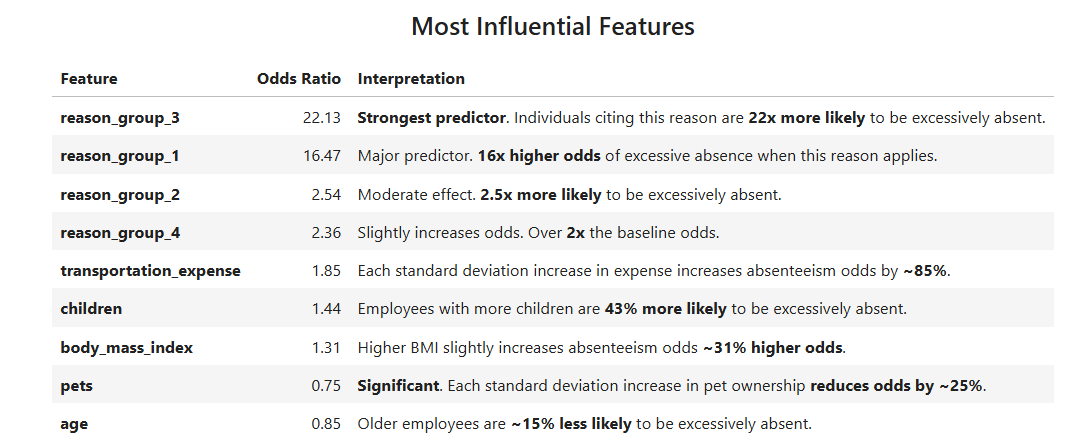 Most Influential Features
Feature Odds Ratio Interpretation
reason_group_3 22.13 Strongest predictor. Individuals citing this reason are 22x more likely to be excessively absent.
reason_group_1 16.47 Major predictor. 16x higher odds of excessive absence when this reason applies.
reason_group_2 2.54 Moderate effect. 2.5x more likely to be excessively absent.
reason_group_4 2.36 Slightly increases odds. Over 2x the baseline odds.
transportation_expense 1.85 Each standard deviation increase in expense increases absenteeism odds by ~85%.
children 1.44 Employees with more children are 43% more likely to be excessively absent.
body_mass_index 1.31 Higher BMI slightly increases absenteeism odds ~31% higher odds.
pets 0.75 Significant. Each standard deviation increase in pet ownership reduces odds by ~25%.
age 0.85 Older employees are ~15% less likely to be excessively absent.